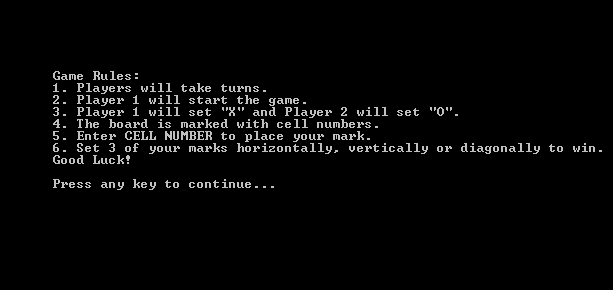 Game Rules:
1. Players will take turns.
2. Player 1 will start the game.
3. Player 1 will set "X" and Player 2 will set "O".
4. The board is marked with cell numbers.
5. Enter CELL NUMBER to place your mark.
6. Set 3 of your marks horizontally, vertically or diagonally to win.
Good Luck!
Press any key to continue...